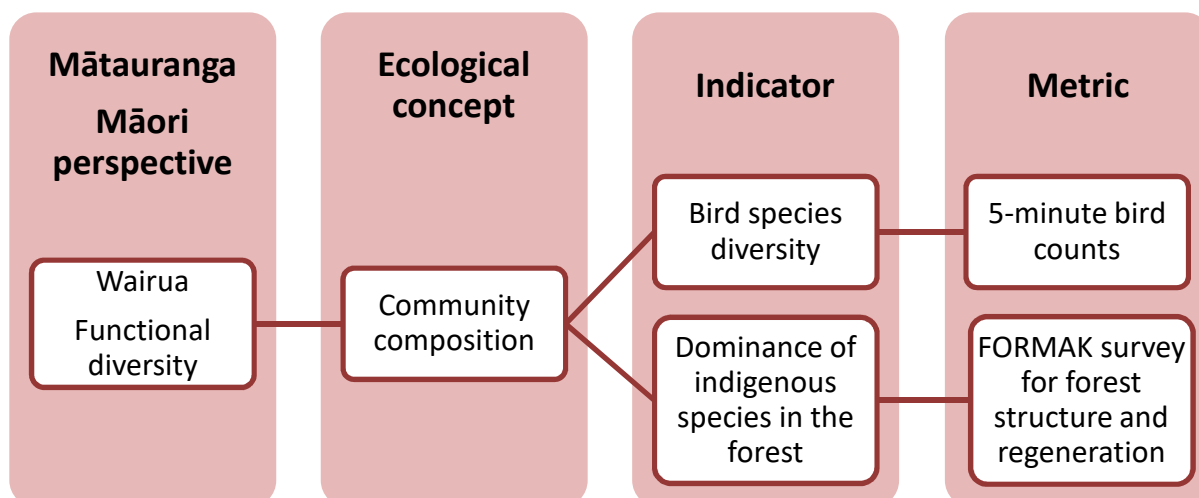 Mātauranga
Māori
perspective
Ecological
concept
Indicator
Metric
Wairua
Functional
diversity
Community
composition
Bird species
diversity
5-minute bird
counts
Dominance of
indigenous
species in the
forest
FORMAK survey
for forest
structure and
regeneration